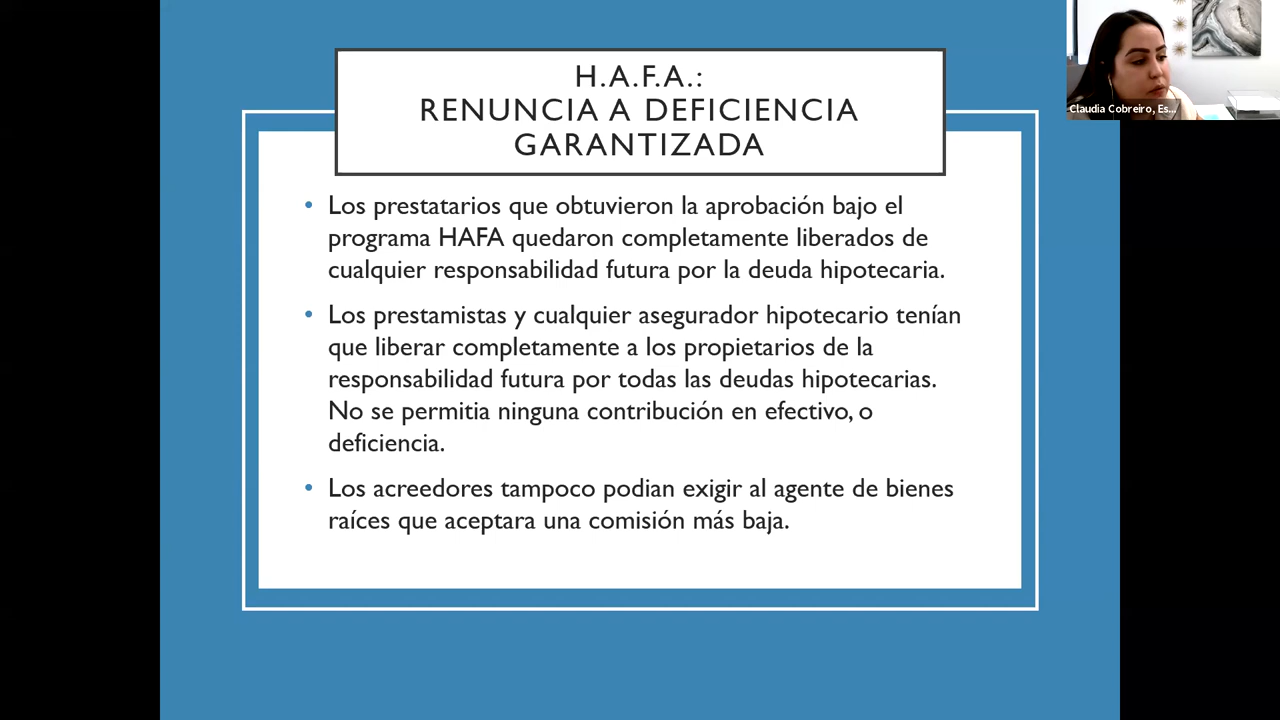 H.A.F.A.:
RENUNCIA A DEFICIENCIA
GARANTIZADA
• Los prestatarios que obtuvieron la aprobación bajo el
programa HAFA quedaron completamente liberados de
cualquier responsabilidad futura por la deuda hipotecaria.
• Los prestamistas y cualquier asegurador hipotecario tenían
que liberar completamente a los propietarios de la
responsabilidad futura por todas las deudas hipotecarias.
No se permitia ninguna contribución en efectivo, o
deficiencia.
• Los acreedores tampoco podian exigir al agente de bienes
raíces que aceptara una comisión más baja.
Claudia Cobreiro, Es...